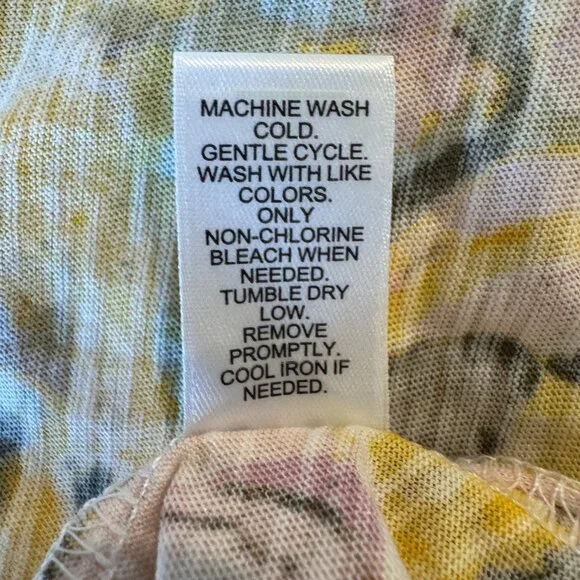 MACHINE WASH
COLD.
GENTLE CYCLE.
WASH WITH LIKE
COLORS.
ONLY
NON-CHLORINE
BLEACH WHEN
NEEDED.
TUMBLE DRY
LOW.
REMOVE
PROMPTLY.
COOL IRON IF
NEEDED.